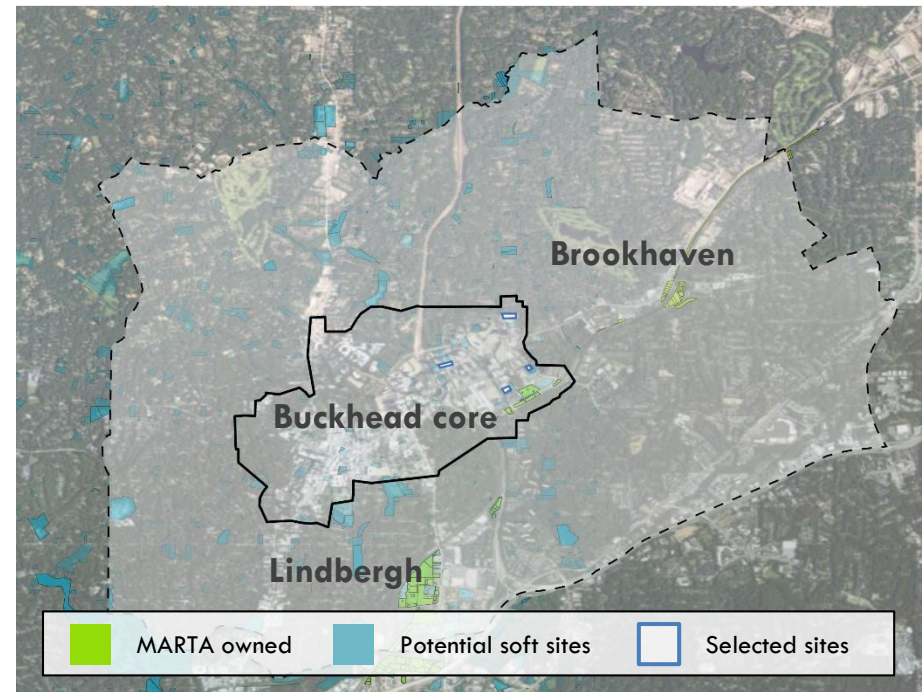 Brookhaven
Buckhead core
Lindbergh
MARTA owned
Potential soft sites
Selected sites